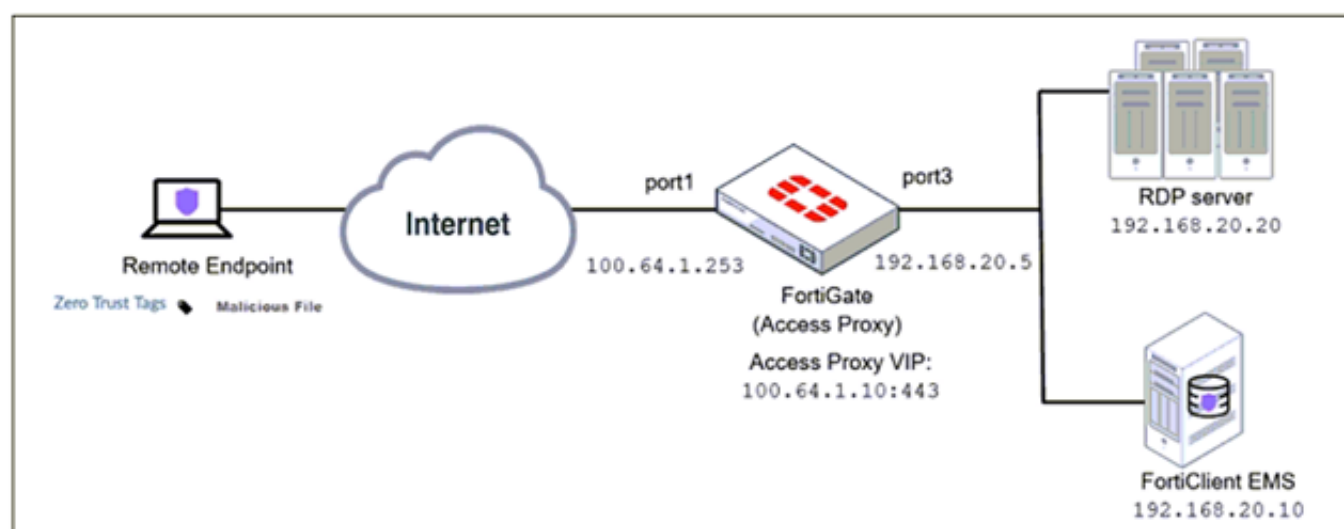 port1
port3
Internet
RDP server
192.168.20.20
Remote Endpoint
100.64.1.253
192.168.20.5
Zero Trust Tags Malicious File
FortiGate
(Access Proxy)
Access Proxy VIP:
100.64.1.10:443
FortiClient EMS
192.168.20.10